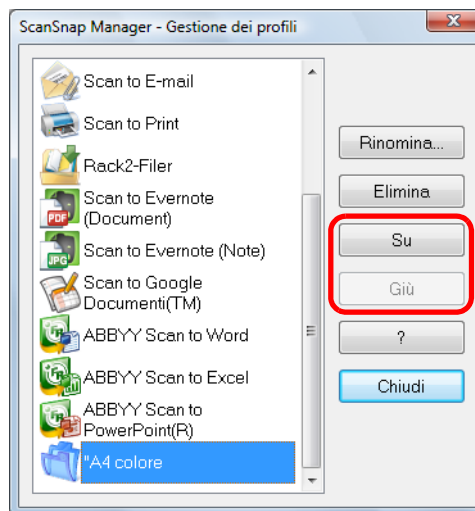 ScanSnap Manager - Gestione dei profili
Scan to E-mail
Scan to Print
Rack2-Filer
Scan to Evernote
(Document)
PDF
Scan to Evernote (Note)
JPG
Scan to Google
Documenti(TM)
ABBYY Scan to Word
ABBYY Scan to Excel
ABBYY Scan to
PowerPoint(R)
"A4 colore
Rinomina...
Elimina
Su
Giù
?
Chiudi